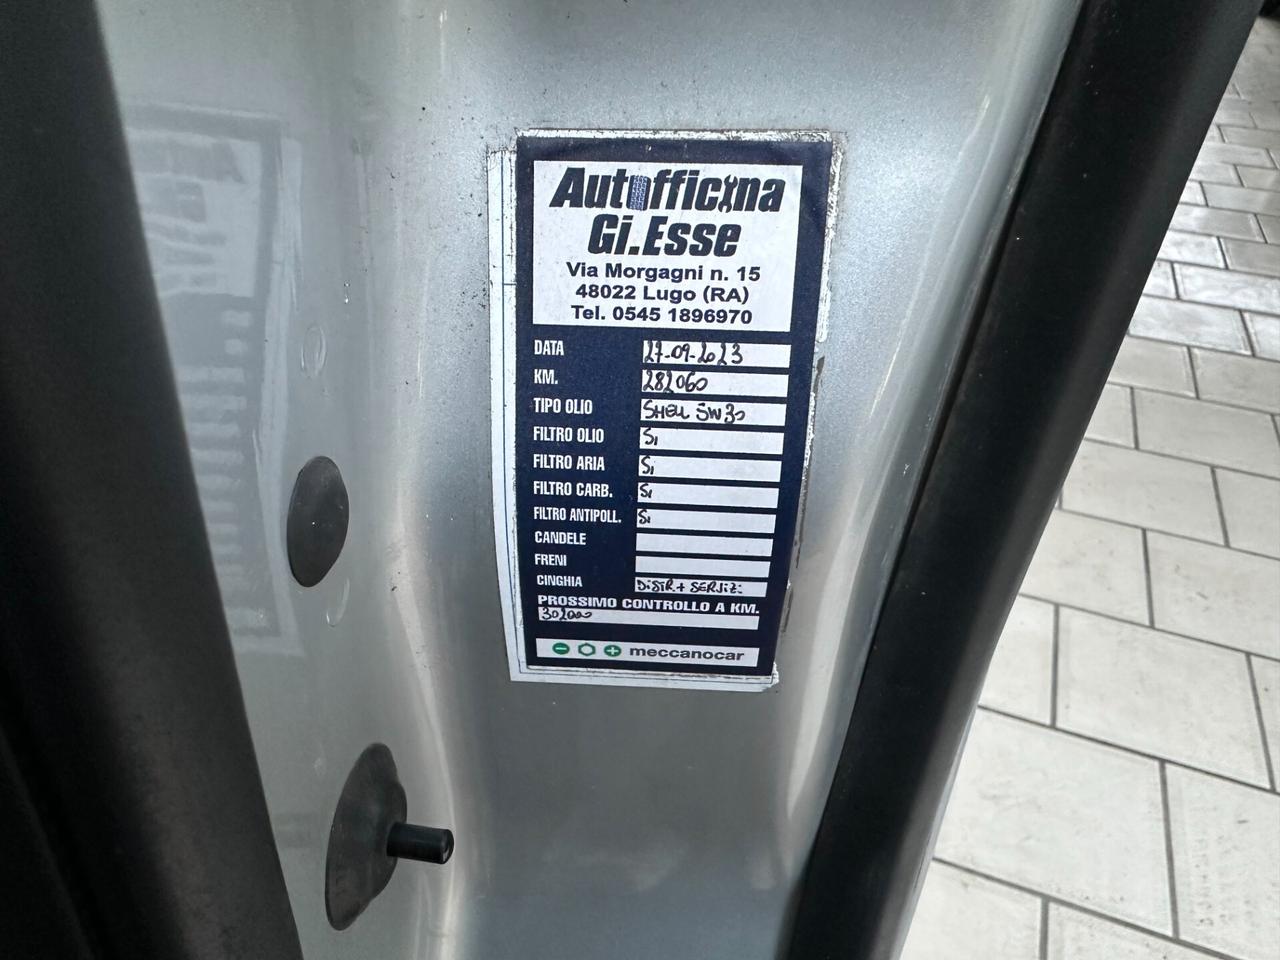 Autofficina
Gi.Esse
Via Morgagni n. 15
48022 Lugo (RA)
Tel. 0545 1896970
DATA 27-09-2023
KM. 282060
TIPO OLIO SHELL 5W30
FILTRO OLIO Si
FILTRO ARIA Si
FILTRO CARB. Si
FILTRO ANTIPOLL. Si
CANDELE
FRENI
CINGHIA DiSTR + SERViZi
PROSSIMO CONTROLLO A KM.
302000
meccanocar